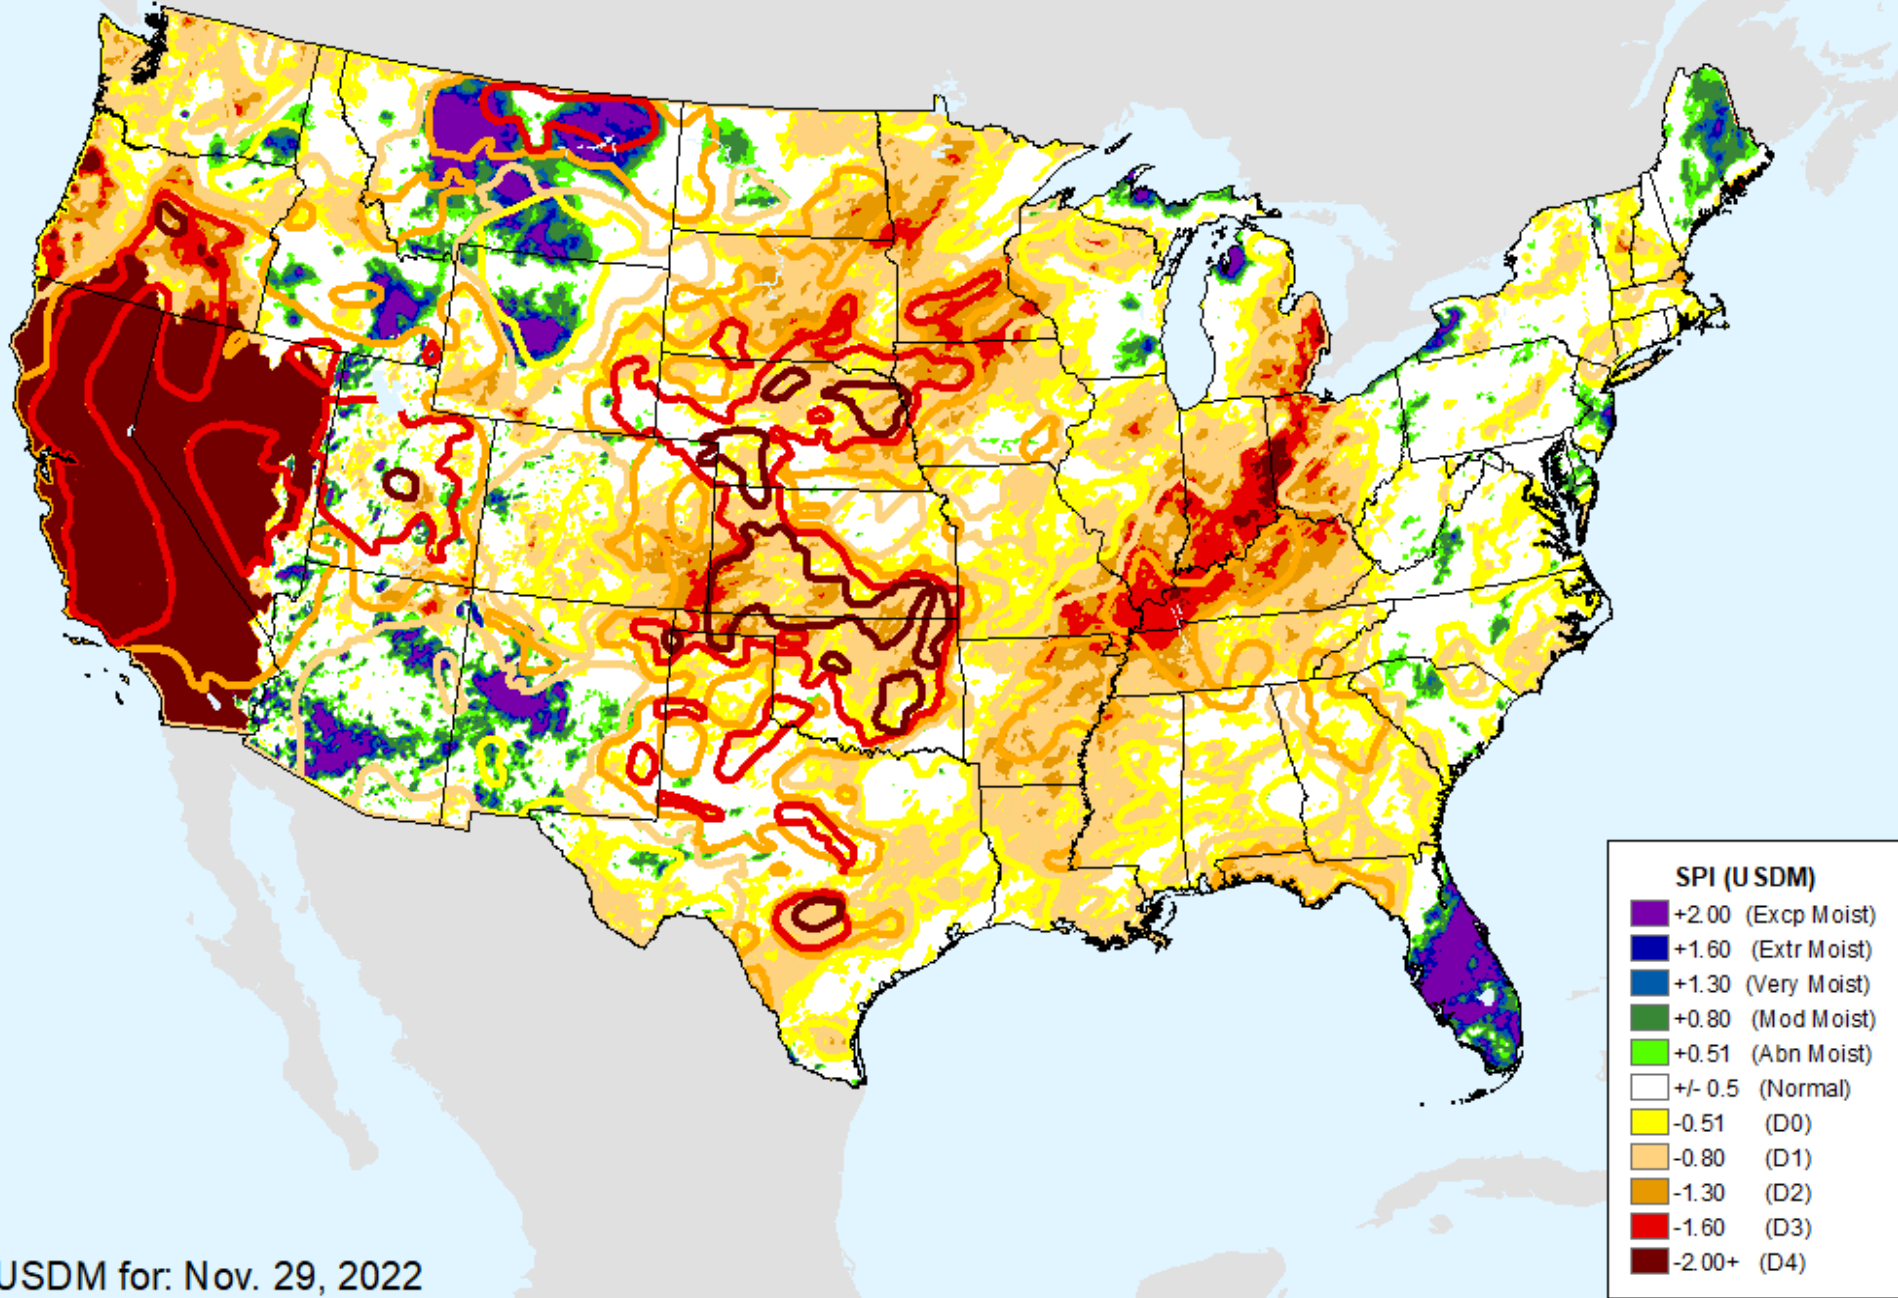 SPI (USDM)
+2.00 (Excp Moist)
+1.60 (Extr Moist)
+1.30 (Very Moist)
+0.80 (Mod Moist)
+0.51 (Abn Moist)
+/- 0.5 (Normal)
-0.51 (D0)
-0.80 (D1)
-1.30 (D2)
-1.60 (D3)
-2.00+ (D4)
USDM for: Nov. 29, 2022